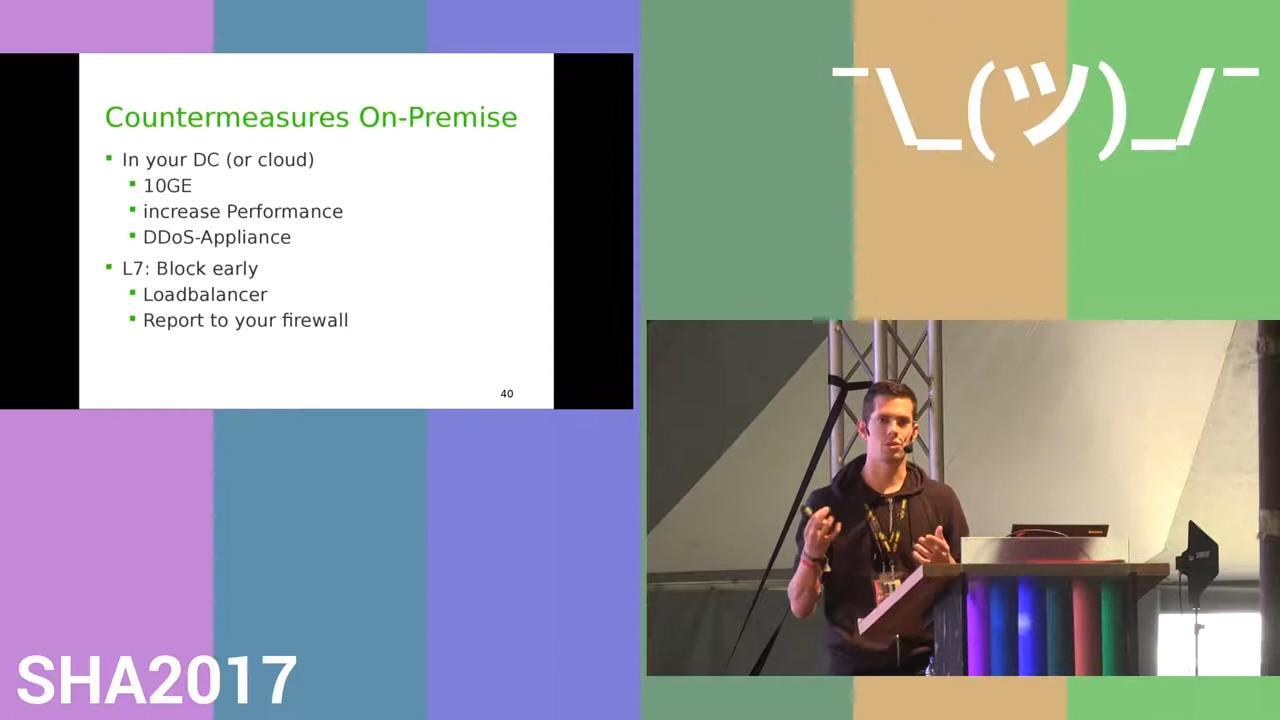 Countermeasures On-Premise
In your DC (or cloud)
10GE
increase Performance
DDoS-Appliance
L7: Block early
Loadbalancer
Report to your firewall
40
¯\_(ツ)_/¯
SHA2017